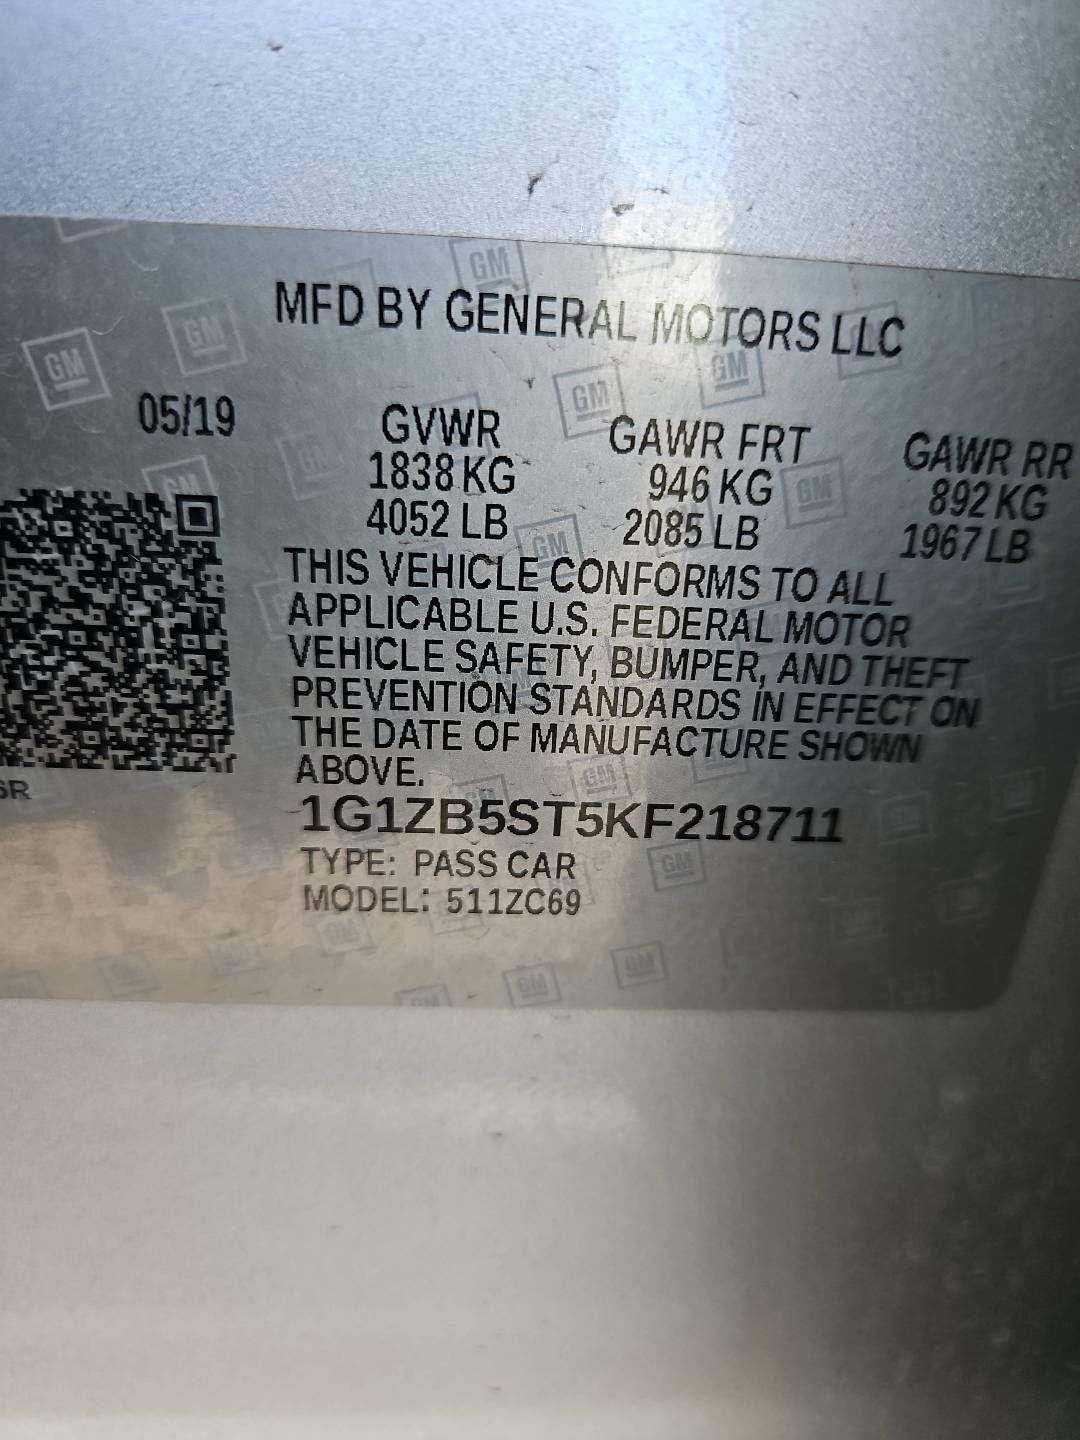 MFD BY GENERAL MOTORS LLC
05/19 GVWR GAWR FRT GAWR RR
1838 KG 946 KG 892 KG
4052 LB 2085 LB 1967 LB
THIS VEHICLE CONFORMS TO ALL
APPLICABLE U.S. FEDERAL MOTOR
VEHICLE SAFETY, BUMPER, AND THEFT
PREVENTION STANDARDS IN EFFECT ON
THE DATE OF MANUFACTURE SHOWN
ABOVE.
6R
1G1ZB5ST5KF218711
TYPE: PASS CAR
MODEL: 511ZC69